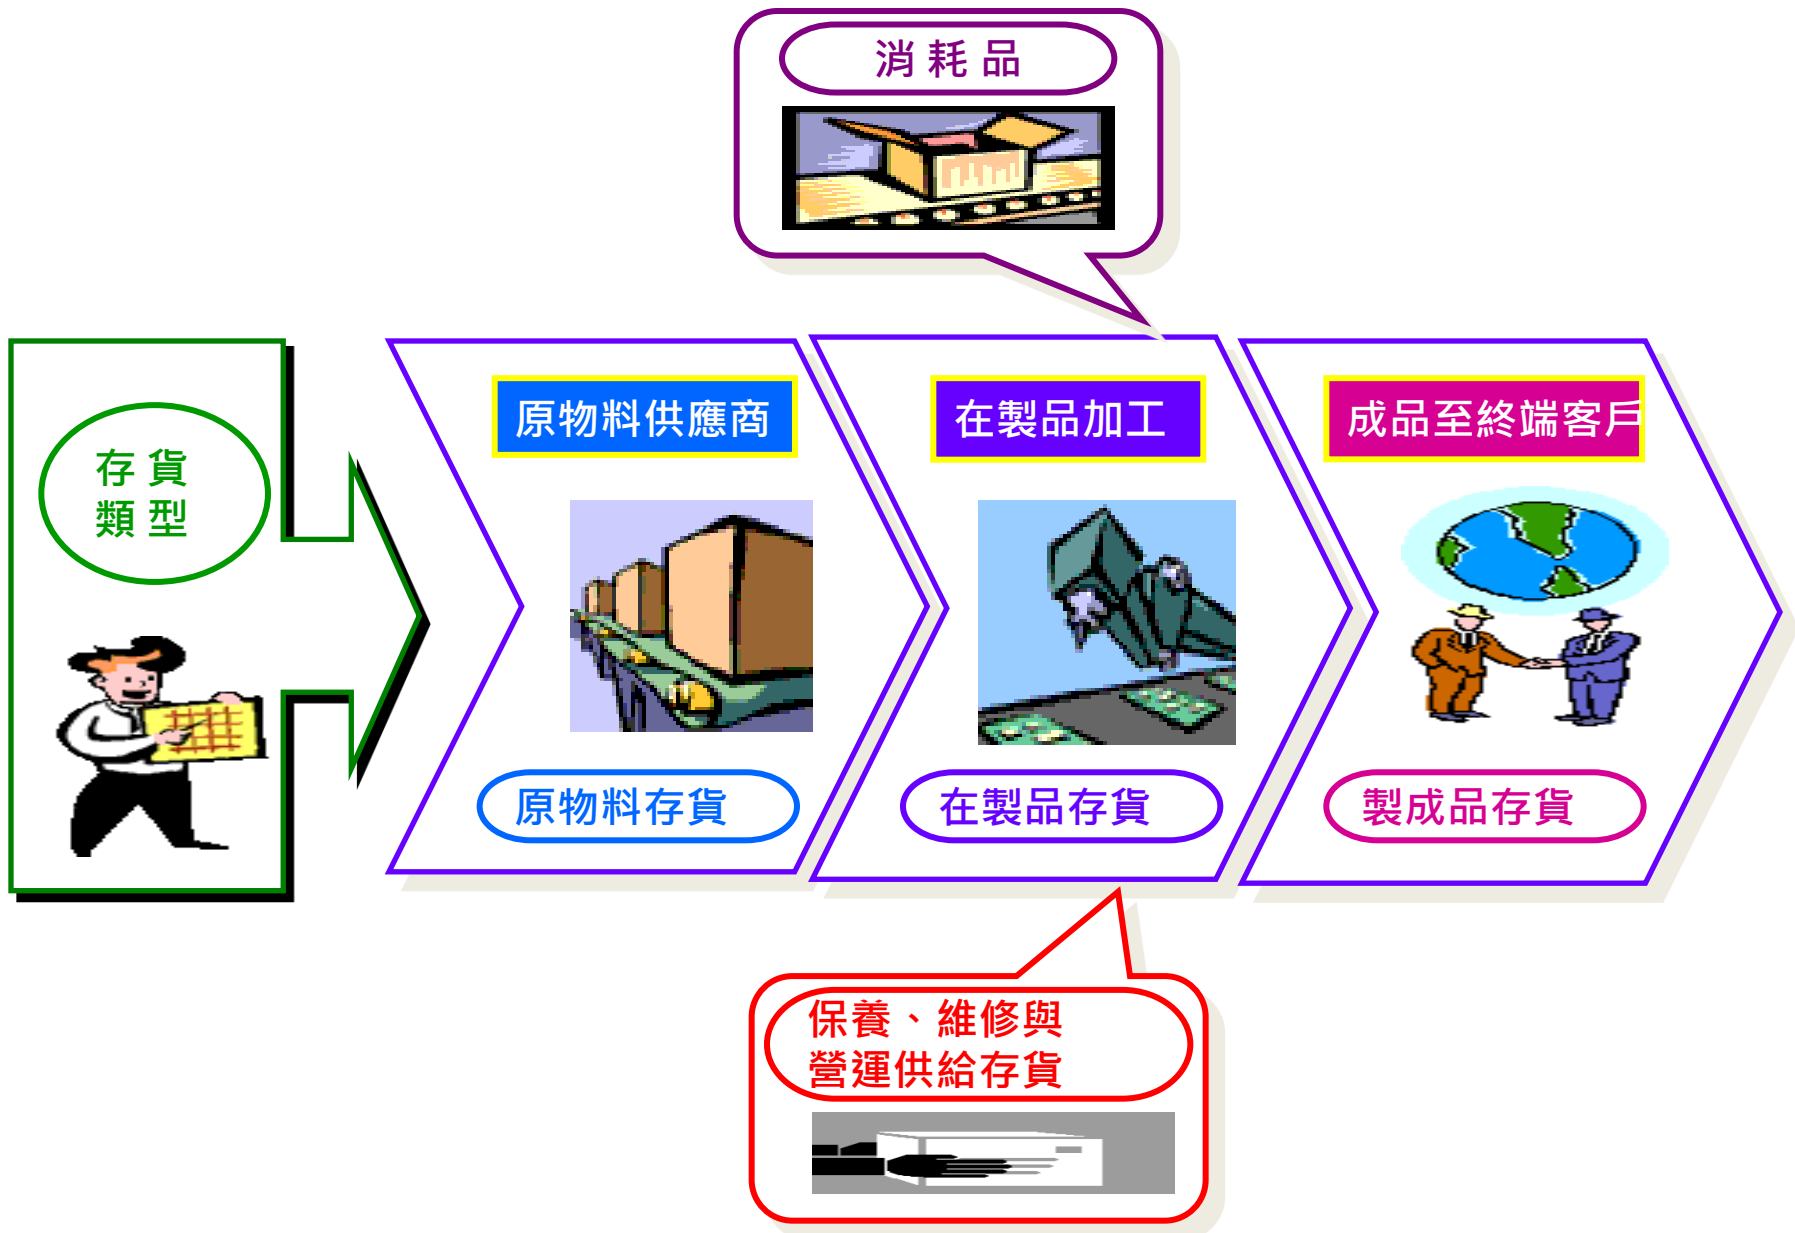 消耗品
存貨
類型
原物料供應商
在製品加工
成品至終端客戶
原物料存貨
在製品存貨
製成品存貨
保養、維修與
營運供給存貨